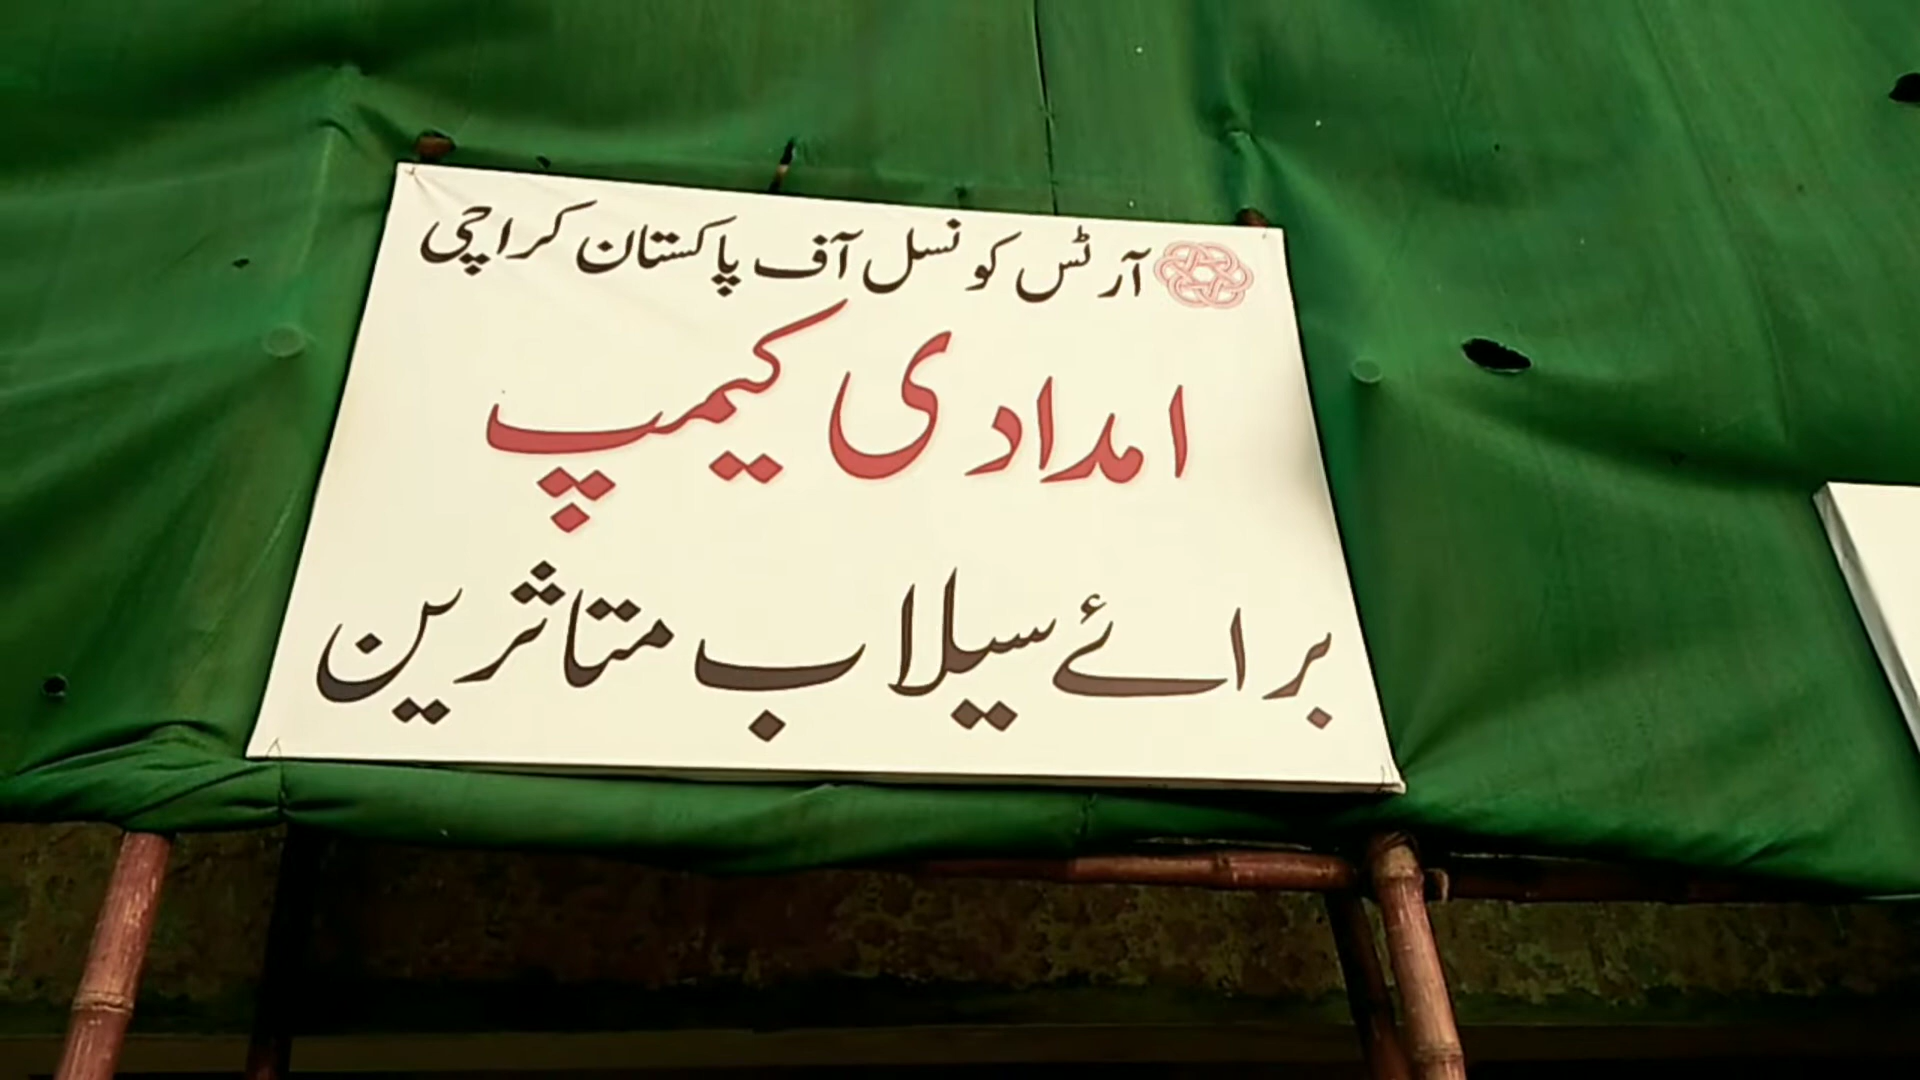 آرٹس کونسل آف پاکستان کراچی
امدادی کیمپ
برائے سیلاب متاثرین